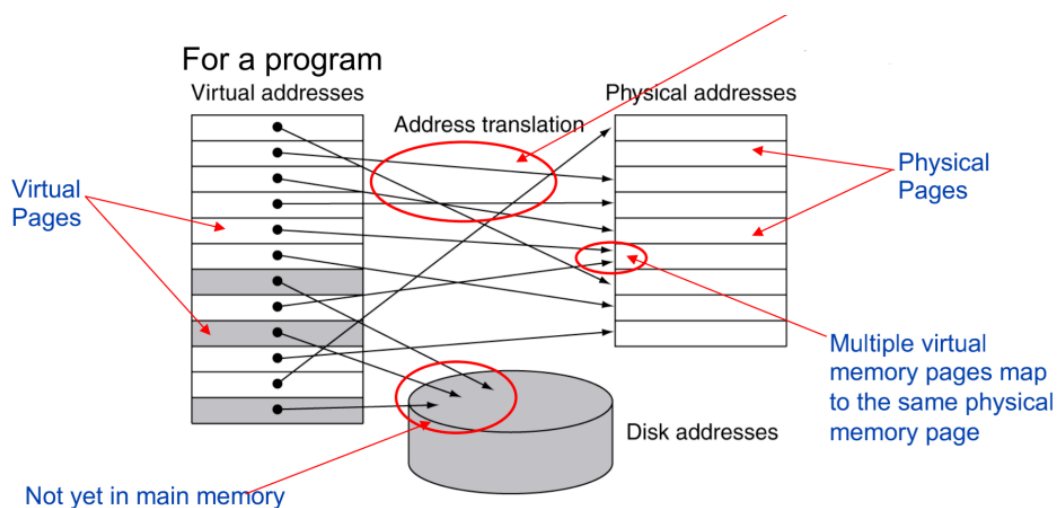 For a program
Virtual addresses
Physical addresses
Address translation
Virtual
Pages
Physical
Pages
Multiple virtual
memory pages map
to the same physical
memory page
Disk addresses
Not yet in main memory